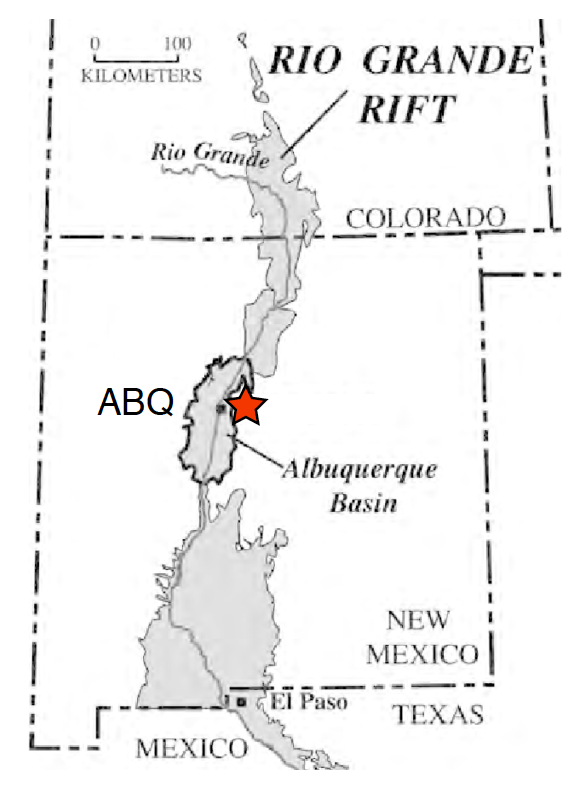 0 100
KILOMETERS
RIO GRANDE
RIFT
Rio Grande
COLORADO
ABQ
Albuquerque
Basin
NEW
MEXICO
El Paso
TEXAS
MEXICO